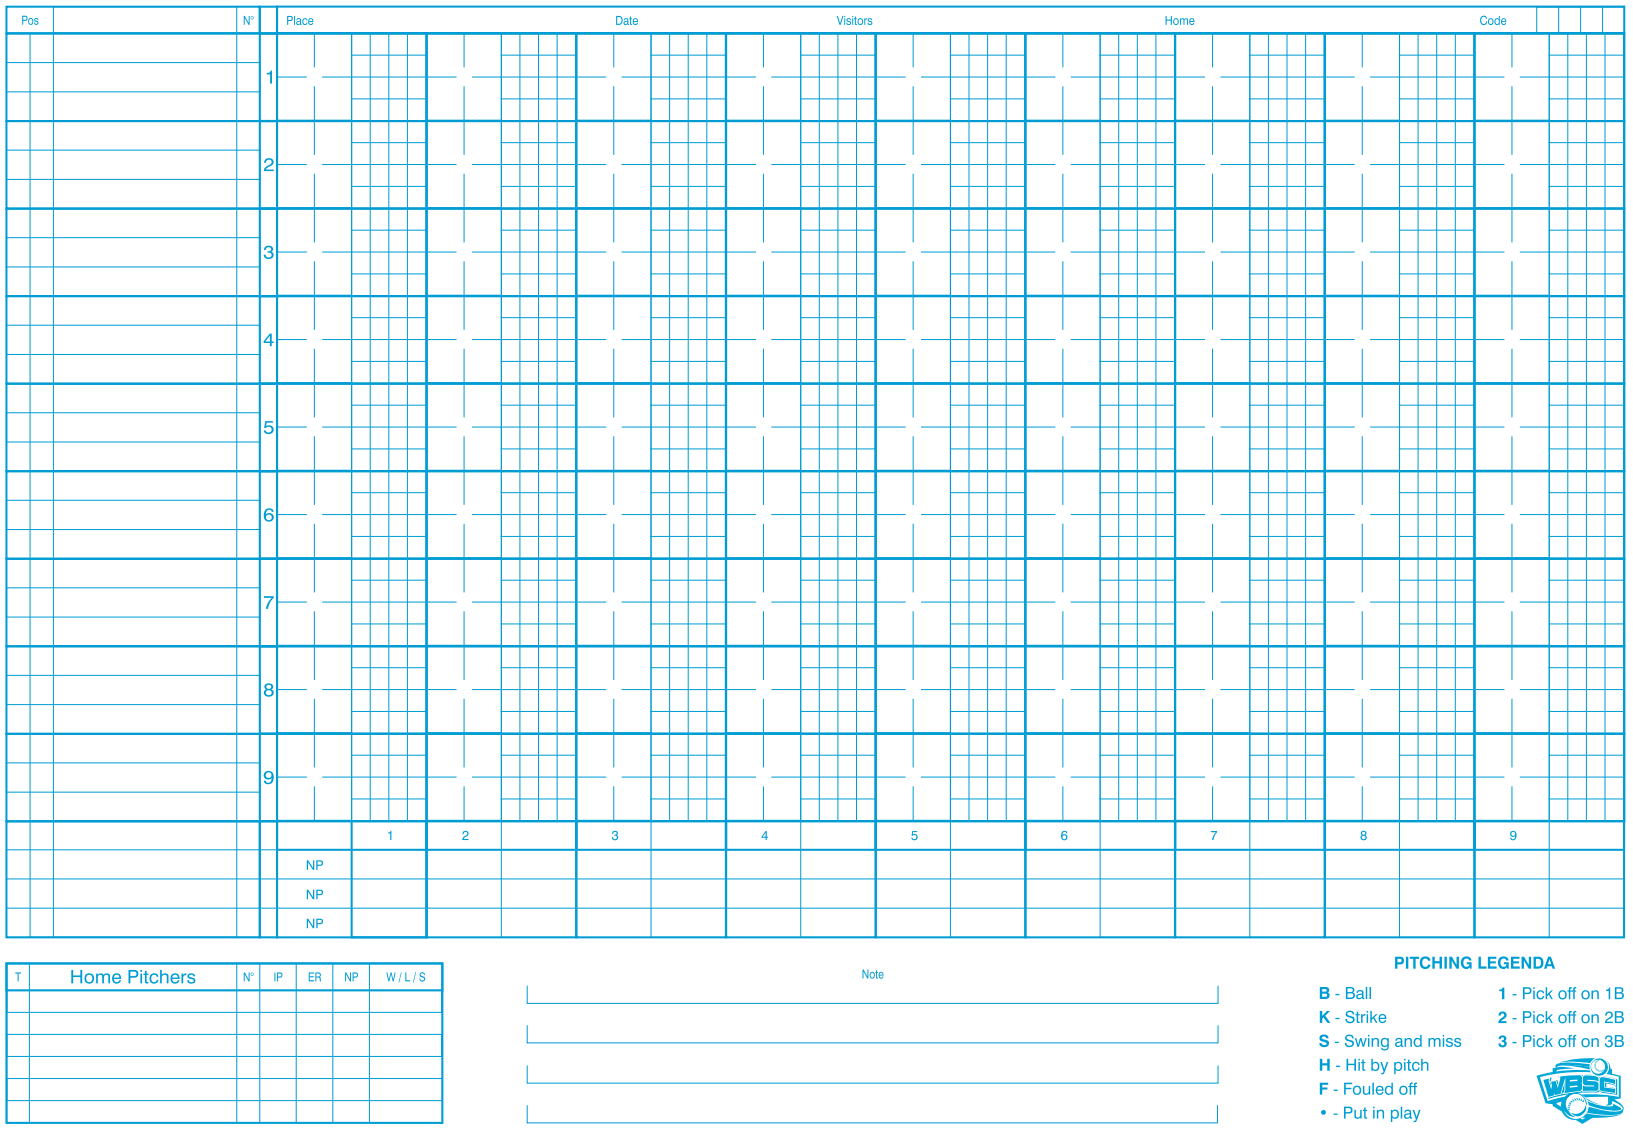 Pos N° Place Date Visitors Home Code
1
2
3
4
5
6
7
8
9
1 2 3 4 5 6 7 8 9
NP
NP
NP
T Home Pitchers N° IP ER NP W / L / S
Note
PITCHING LEGENDA
B - Ball
K - Strike
S - Swing and miss
H - Hit by pitch
F - Fouled off
• - Put in play
1 - Pick off on 1B
2 - Pick off on 2B
3 - Pick off on 3B
WBSC